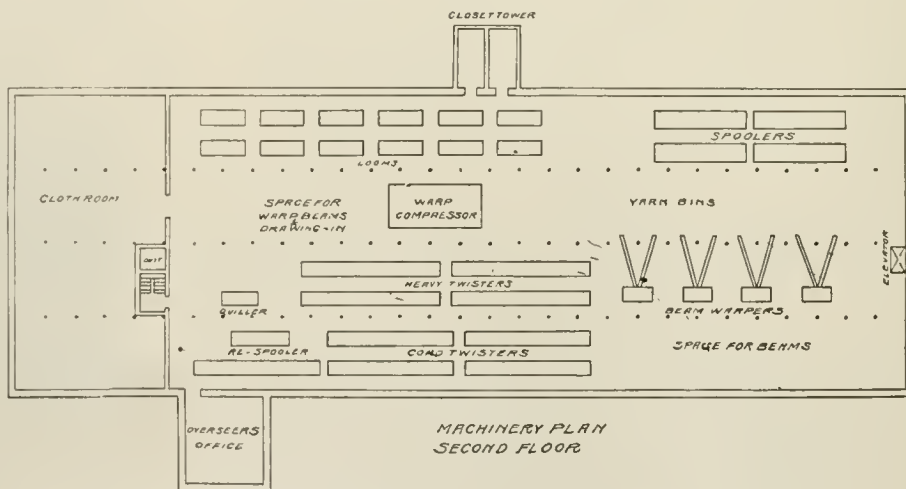 CLOSET TOWER
SPOOLERS
LOOMS
CLOTH ROOM
SPACE FOR
WARP BEAMS
&
DRAWING-IN
WARP
COMPRESSOR
YARN BINS
ELEVATOR
HEAVY TWISTERS
QUILLER
BEAM WARPERS
RE-SPOOLER
CORD TWISTERS
SPACE FOR BEAMS
OVERSEERS
OFFICE
MACHINERY PLAN
SECOND FLOOR